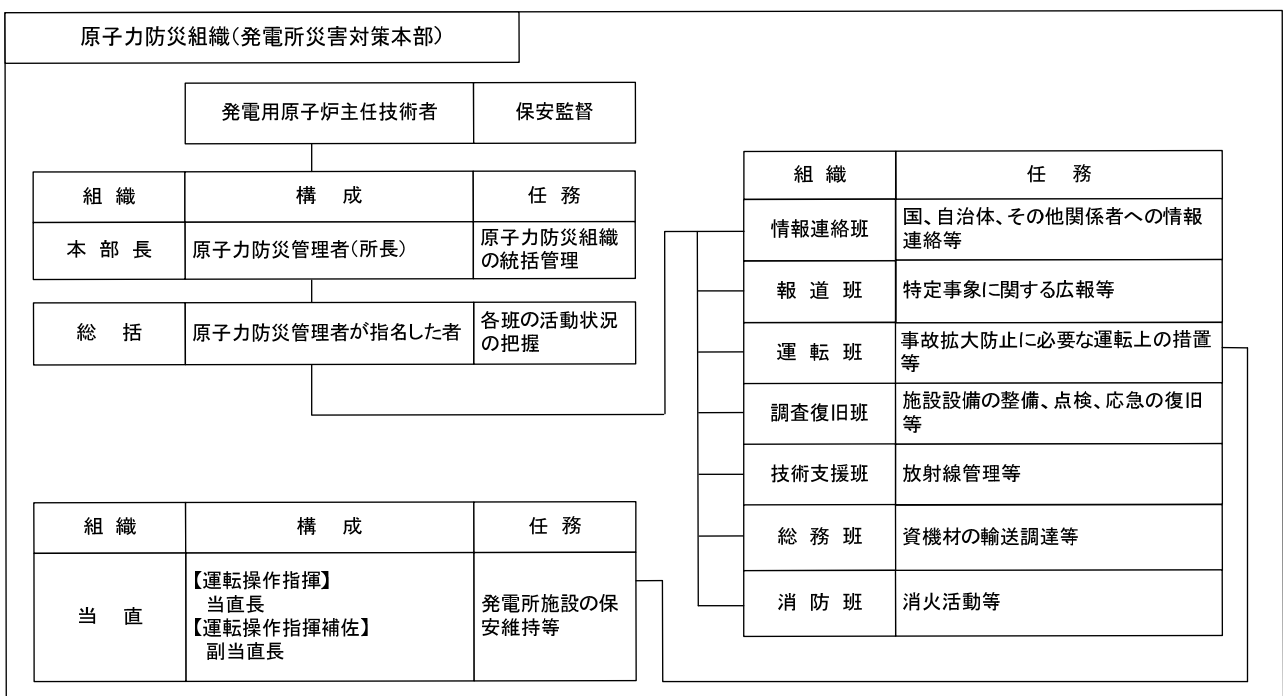 原子力防災組織(発電所災害対策本部)
発電用原子炉主任技術者 保安監督
組織 構成 任務
本部長 原子力防災管理者(所長) 原子力防災組織
の統括管理
総括 原子力防災管理者が指名した者 各班の活動状況
の把握
組織 任務
情報連絡班 国、自治体、その他関係者への情報
連絡等
報道班 特定事象に関する広報等
運転班 事故拡大防止に必要な運転上の措置
等
調査復旧班 施設設備の整備、点検、応急の復旧
等
技術支援班 放射線管理等
総務班 資機材の輸送調達等
消防班 消火活動等
組織 構成 任務
当直 【運転操作指揮】
当直長
【運転操作指揮補佐】
副当直長
発電所施設の保
安維持等